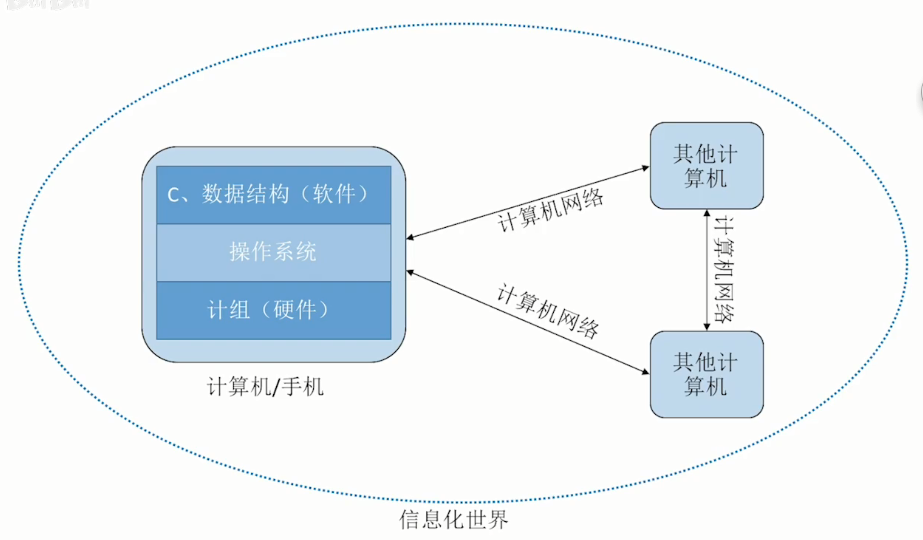 C、数据结构（软件）
操作系统
计组（硬件）
计算机/手机
计算机网络
计算机网络
计算机网络
其他计
算机
其他计
算机
信息化世界